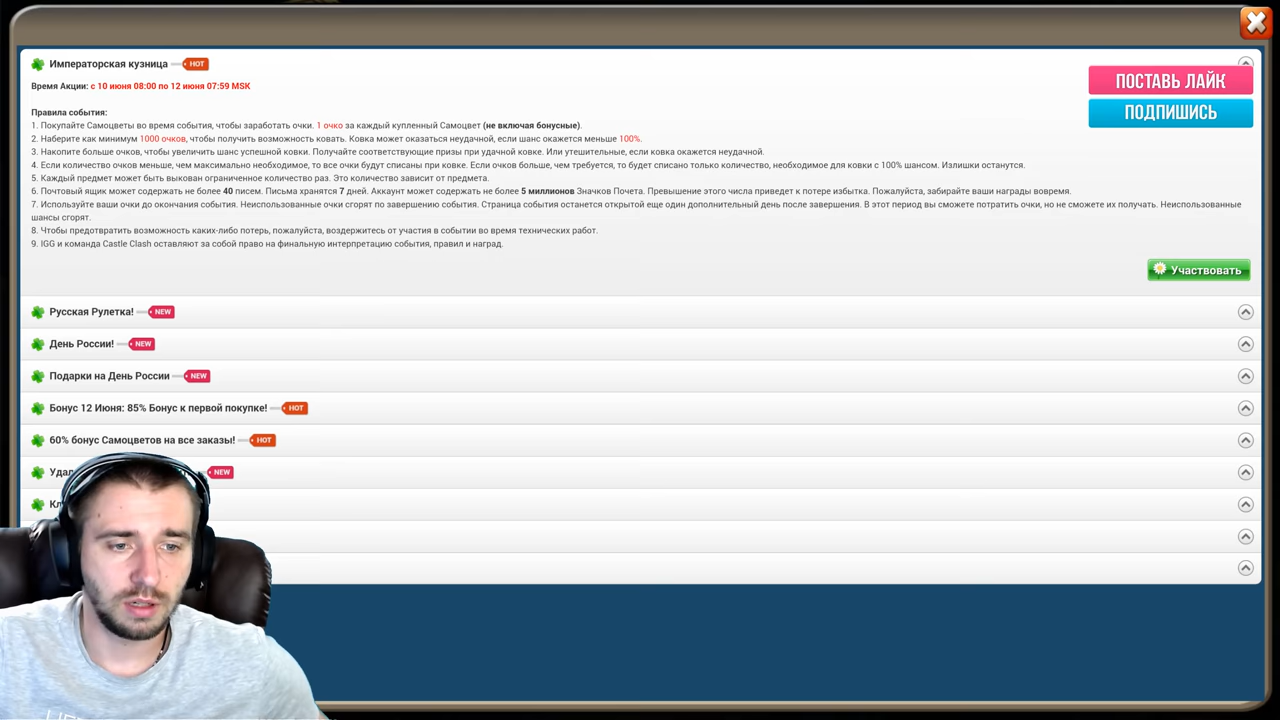 Императорская кузница HOT
Время Акции: с 10 июня 08:00 по 12 июня 07:59 MSK
ПОСТАВЬ ЛАЙК
ПОДПИШИСЬ
Правила события:
1. Покупайте Самоцветы во время события, чтобы заработать очки. 1 очко за каждый купленный Самоцвет (не включая бонусные).
2. Наберите как минимум 1000 очков, чтобы получить возможность ковать. Ковка может оказаться неудачной, если шанс окажется меньше 100%.
3. Накопите больше очков, чтобы увеличить шанс успешной ковки. Получайте соответствующие призы при удачной ковке. Или утешительные, если ковка окажется неудачной.
4. Если количество очков меньше, чем максимально необходимое, то все очки будут списаны при ковке. Если очков больше, чем требуется, то будет списано только количество, необходимое для ковки с 100% шансом. Излишки останутся.
5. Каждый предмет может быть выкован ограниченное количество раз. Это количество зависит от предмета.
6. Почтовый ящик может содержать не более 40 писем. Письма хранятся 7 дней. Аккаунт может содержать не более 5 миллионов Значков Почета. Превышение этого числа приведет к потере избытка. Пожалуйста, забирайте ваши награды вовремя.
7. Используйте ваши очки до окончания события. Неиспользованные очки сгорят по завершению события. Страница события останется открытой еще один дополнительный день после завершения. В этот период вы сможете потратить очки, но не сможете их получать. Неиспользованные
шансы сгорят.
8. Чтобы предотвратить возможность каких-либо потерь, пожалуйста, воздержитесь от участия в событии во время технических работ.
9. IGG и команда Castle Clash оставляют за собой право на финальную интерпретацию события, правил и наград.
Участвовать
Русская Рулетка! NEW
День России! NEW
Подарки на День России NEW
Бонус 12 Июня: 85% Бонус к первой покупке! HOT
60% бонус Самоцветов на все заказы! HOT
NEW